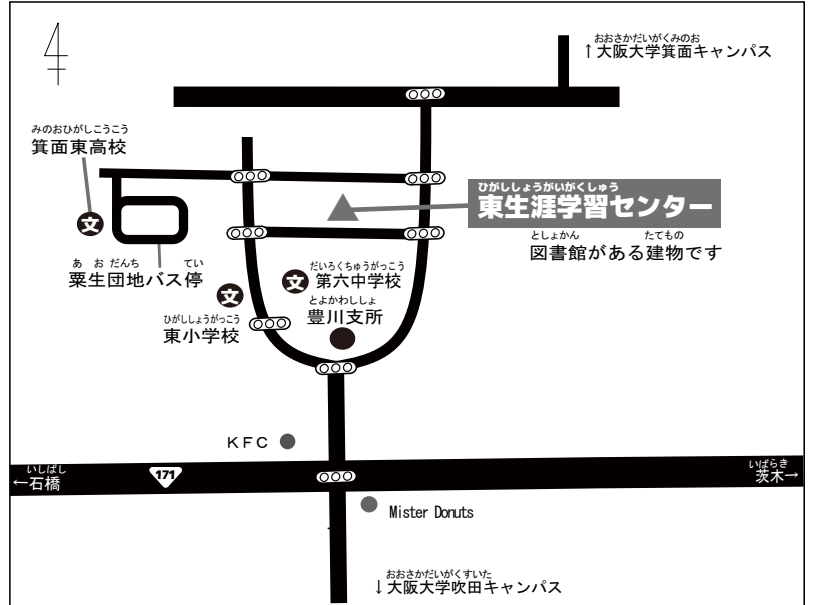 おおさかだいがくみのお
↑大阪大学箕面キャンパス
みのおひがしこうこう
箕面東高校
文
ひがししょうがいがくしゅう
東生涯学習センター
としょかん たてもの
図書館がある建物です
あおだんち てい
粟生団地バス停
だいろくちゅうがっこう
文 第六中学校
とよかわししょ
豊川支所
文
ひがししょうがっこう
東小学校
KFC
いしばし
←石橋
171
いばらき
茨木→
Mister Donuts
おおさかだいがくすいた
↓大阪大学吹田キャンパス